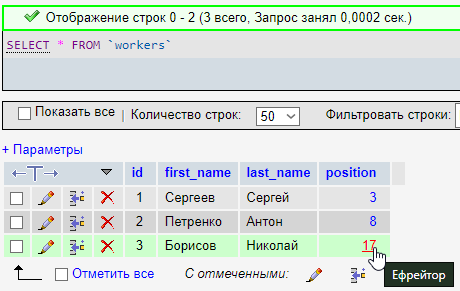 Отображение строк 0 - 2 (3 всего, Запрос занял 0,0002 сек.)
SELECT * FROM `workers`
Показать все | Количество строк: 50 Фильтровать строки:
+ Параметры
←T→ id first_name last_name position
1 Сергеев Сергей 3
2 Петренко Антон 8
3 Борисов Николай 17
Отметить все С отмеченными: Ефрейтор